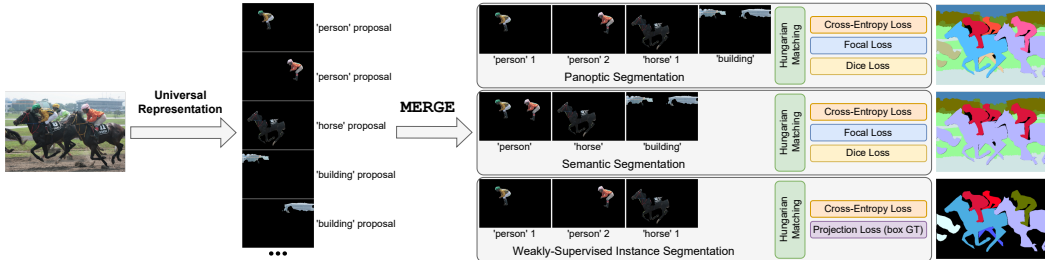 Universal
Representation
'person' proposal
'person' proposal
'horse' proposal
'building' proposal
'building' proposal
•••
MERGE
'person' 1
'person' 2
'horse' 1
'building'
Panoptic Segmentation
Hungarian
Matching
Cross-Entropy Loss
Focal Loss
Dice Loss
'person'
'horse'
'building'
Semantic Segmentation
Hungarian
Matching
Cross-Entropy Loss
Focal Loss
Dice Loss
'person' 1
'person' 2
'horse' 1
Weakly-Supervised Instance Segmentation
Hungarian
Matching
Cross-Entropy Loss
Projection Loss (box GT)